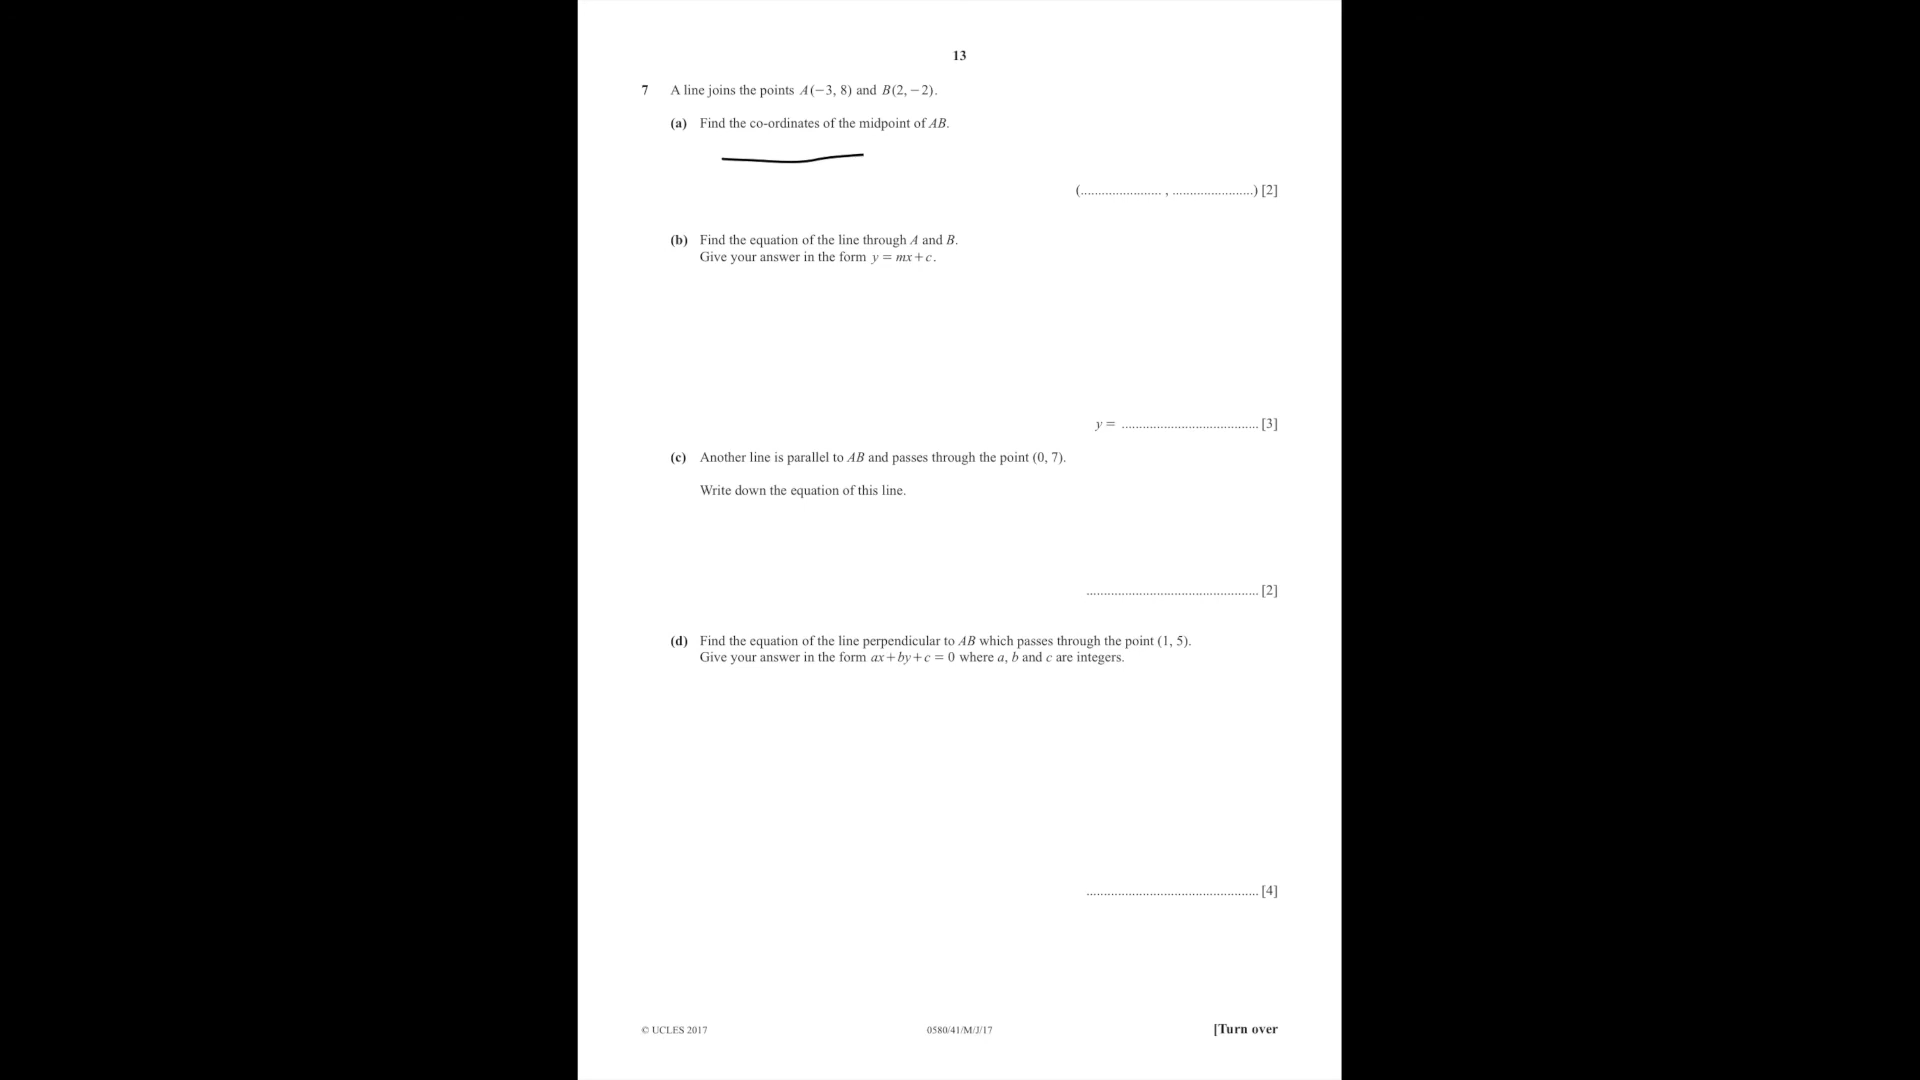 13
7 A line joins the points A(−3, 8) and B(2, −2).
(a) Find the co-ordinates of the midpoint of AB.
(....................... , .......................) [2]
(b) Find the equation of the line through A and B.
Give your answer in the form y = mx + c.
y = ....................................... [3]
(c) Another line is parallel to AB and passes through the point (0, 7).
Write down the equation of this line.
................................................. [2]
(d) Find the equation of the line perpendicular to AB which passes through the point (1, 5).
Give your answer in the form ax + by + c = 0 where a, b and c are integers.
................................................. [4]
© UCLES 2017 0580/41/M/J/17 [Turn over